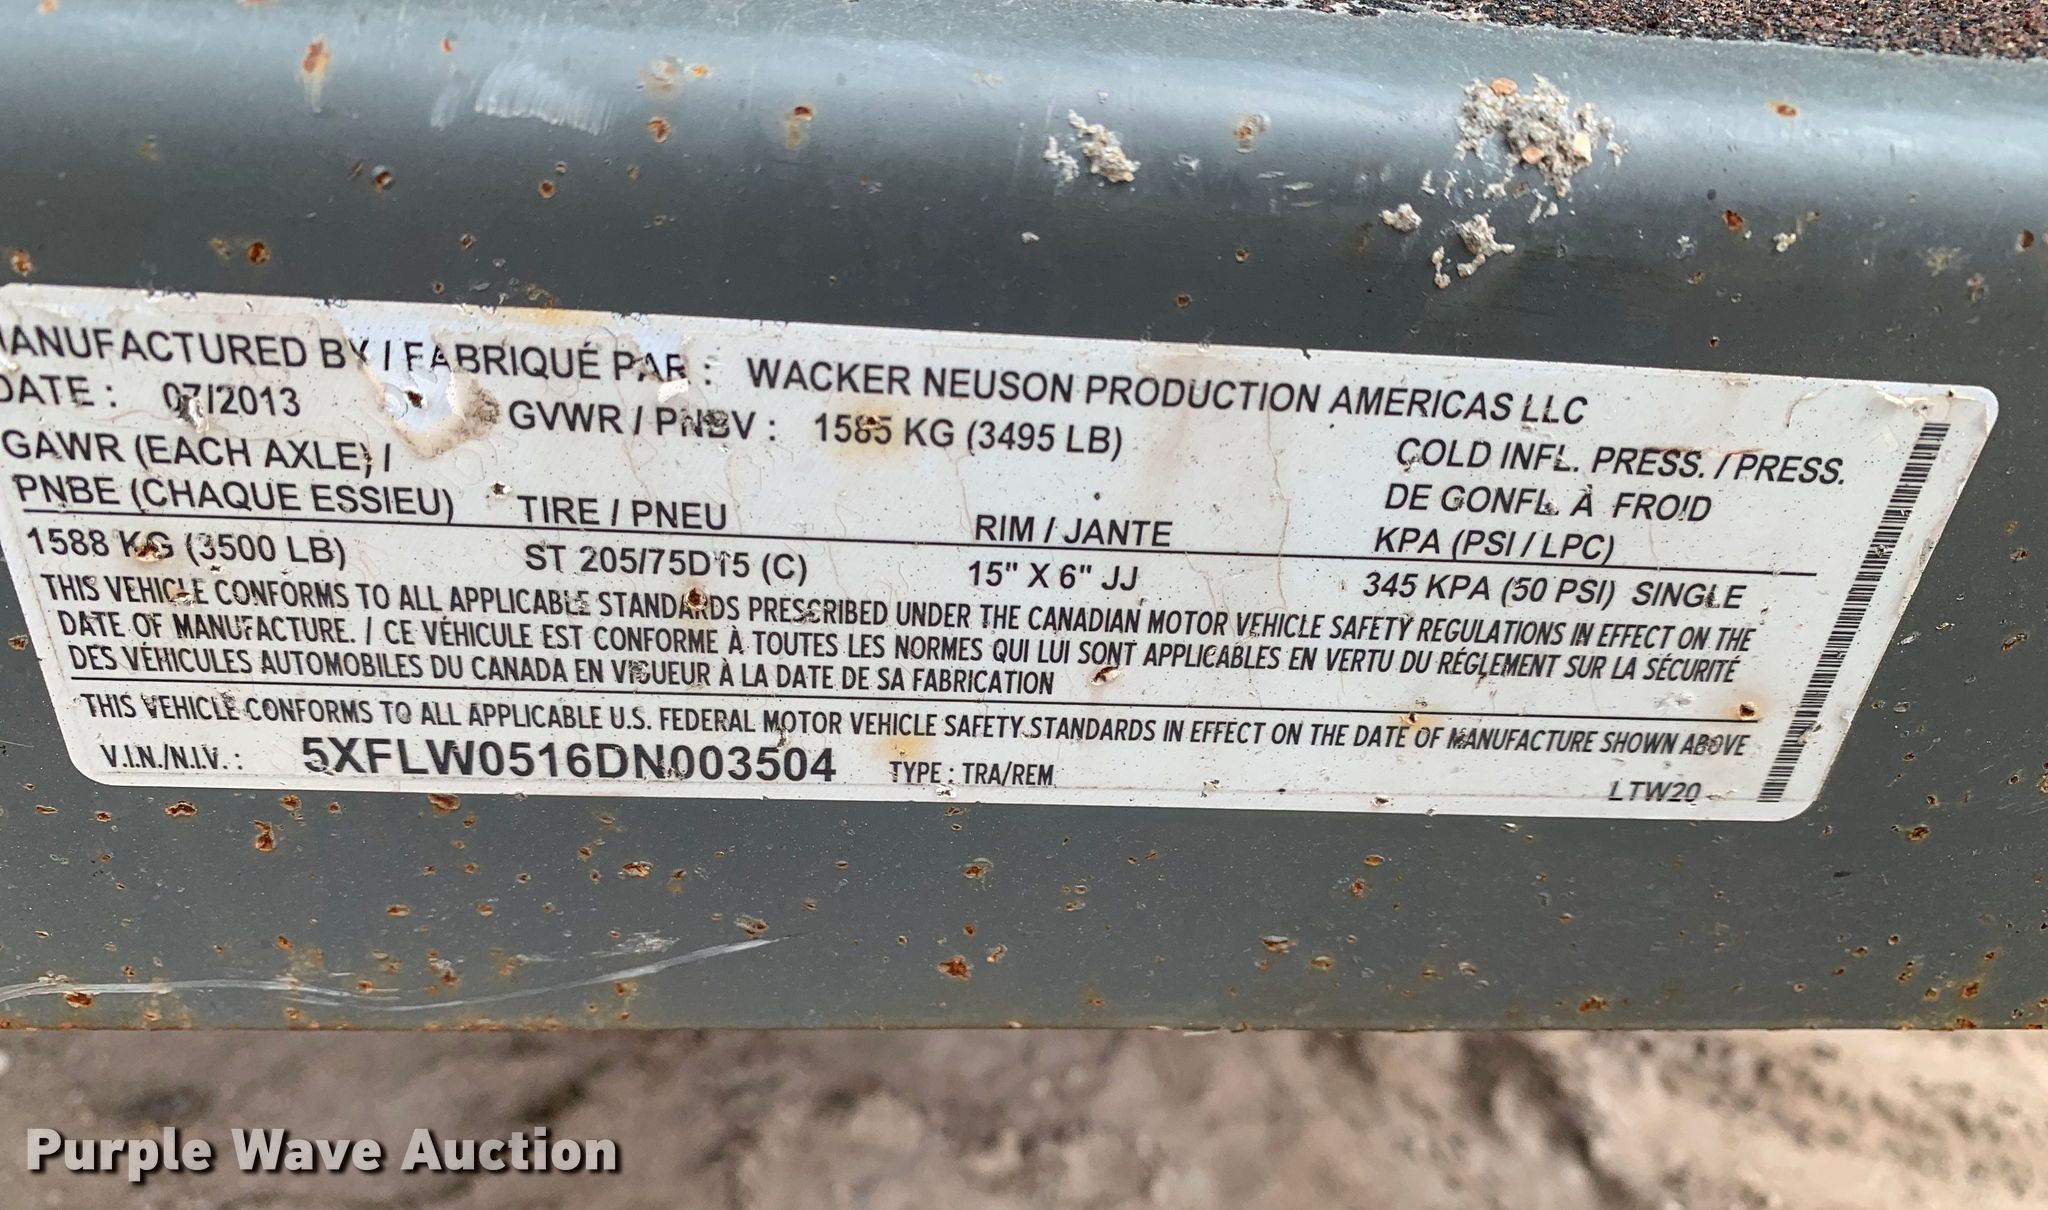 MANUFACTURED BY / FABRIQUÉ PAR : WACKER NEUSON PRODUCTION AMERICAS LLC
DATE : 07/2013 GVWR / PNBV : 1585 KG (3495 LB)
GAWR (EACH AXLE) /
PNBE (CHAQUE ESSIEU) TIRE / PNEU RIM / JANTE COLD INFL. PRESS. / PRESS.
DE GONFL. À FROID
KPA (PSI / LPC)
1588 KG (3500 LB) ST 205/75D15 (C) 15" X 6" JJ 345 KPA (50 PSI) SINGLE
THIS VEHICLE CONFORMS TO ALL APPLICABLE STANDARDS PRESCRIBED UNDER THE CANADIAN MOTOR VEHICLE SAFETY REGULATIONS IN EFFECT ON THE
DATE OF MANUFACTURE. / CE VÉHICULE EST CONFORME À TOUTES LES NORMES QUI LUI SONT APPLICABLES EN VERTU DU RÉGLEMENT SUR LA SÉCURITÉ
DES VÉHICULES AUTOMOBILES DU CANADA EN VIGUEUR À LA DATE DE SA FABRICATION
THIS VEHICLE CONFORMS TO ALL APPLICABLE U.S. FEDERAL MOTOR VEHICLE SAFETY STANDARDS IN EFFECT ON THE DATE OF MANUFACTURE SHOWN ABOVE
V.I.N./N.I.V. : 5XFLW0516DN003504 TYPE : TRA/REM LTW20
Purple Wave Auction